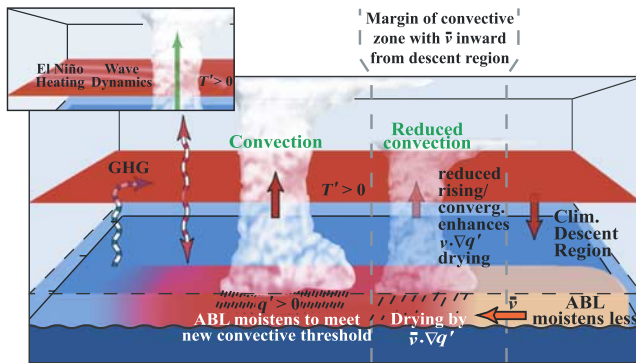 Margin of convective
zone with v̄ inward
from descent region
El Niño
Heating
Wave
Dynamics
T′ > 0
Convection
Reduced
convection
GHG
T′ > 0
reduced
rising/
converg.
enhances
v·∇q′
drying
Clim.
Descent
Region
q′ > 0
ABL moistens to meet
new convective threshold
Drying by
v̄·∇q′
v̄
ABL
moistens less